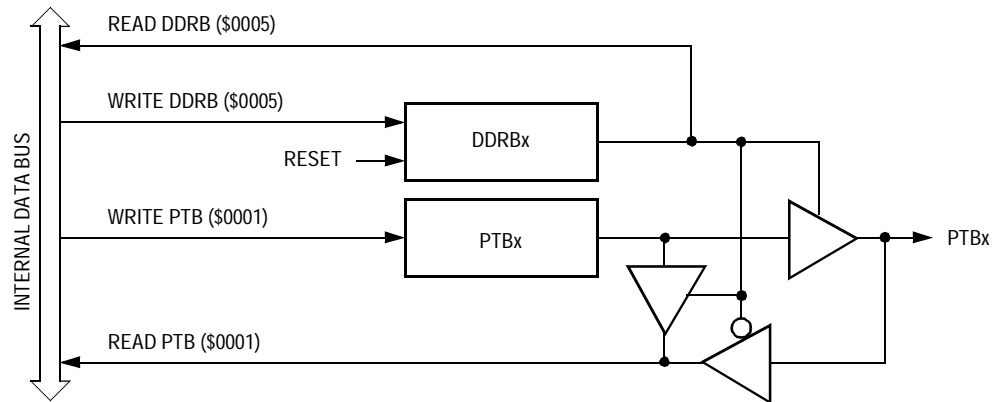 READ DDRB ($0005)
WRITE DDRB ($0005)
DDRBx
RESET
WRITE PTB ($0001)
PTBx
PTBx
READ PTB ($0001)
INTERNAL DATA BUS